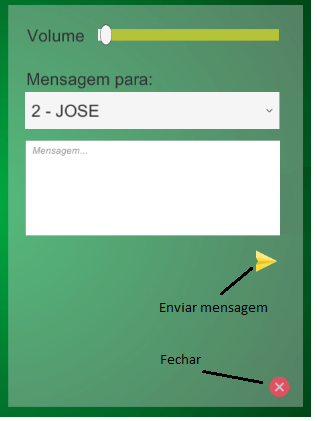 Volume
Mensagem para:
2 - JOSE
Mensagem...
Enviar mensagem
Fechar